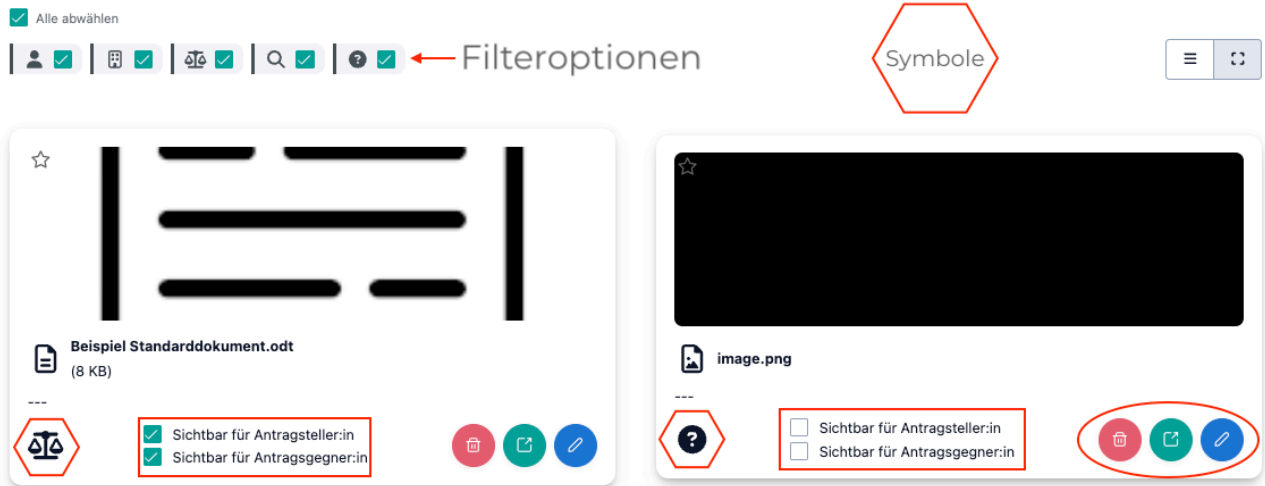 Alle abwählen
Filteroptionen
Symbole
Beispiel Standarddokument.odt
(8 KB)
---
Sichtbar für Antragsteller:in
Sichtbar für Antragsgegner:in
image.png
---
Sichtbar für Antragsteller:in
Sichtbar für Antragsgegner:in